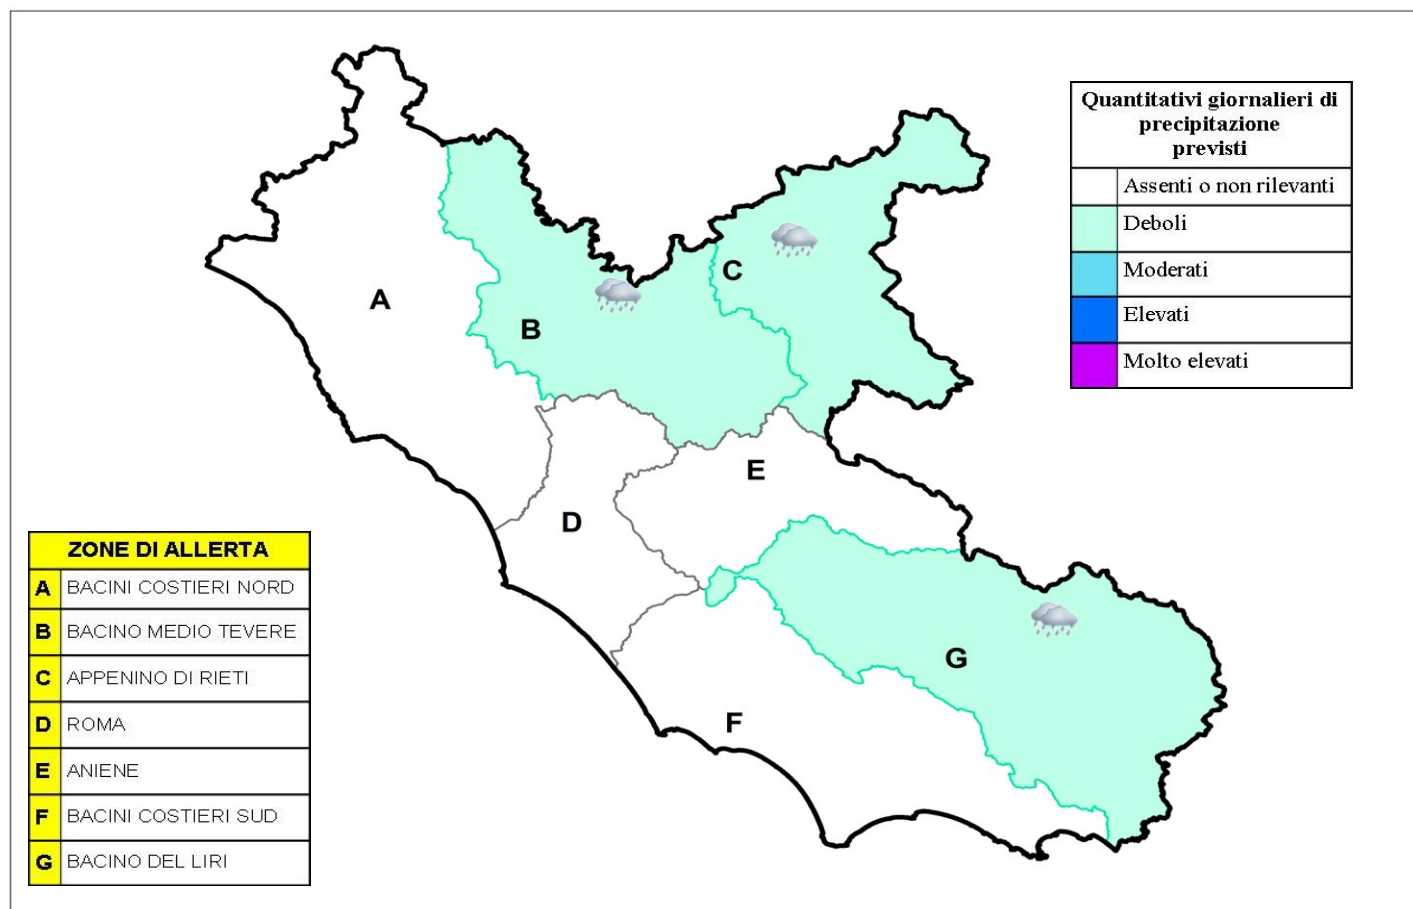 Quantitativi giornalieri di
precipitazione
previsti
Assenti o non rilevanti
Deboli
Moderati
Elevati
Molto elevati
A
B
C
D
E
F
G
ZONE DI ALLERTA
A BACINI COSTIERI NORD
B BACINO MEDIO TEVERE
C APPENINO DI RIETI
D ROMA
E ANIENE
F BACINI COSTIERI SUD
G BACINO DEL LIRI